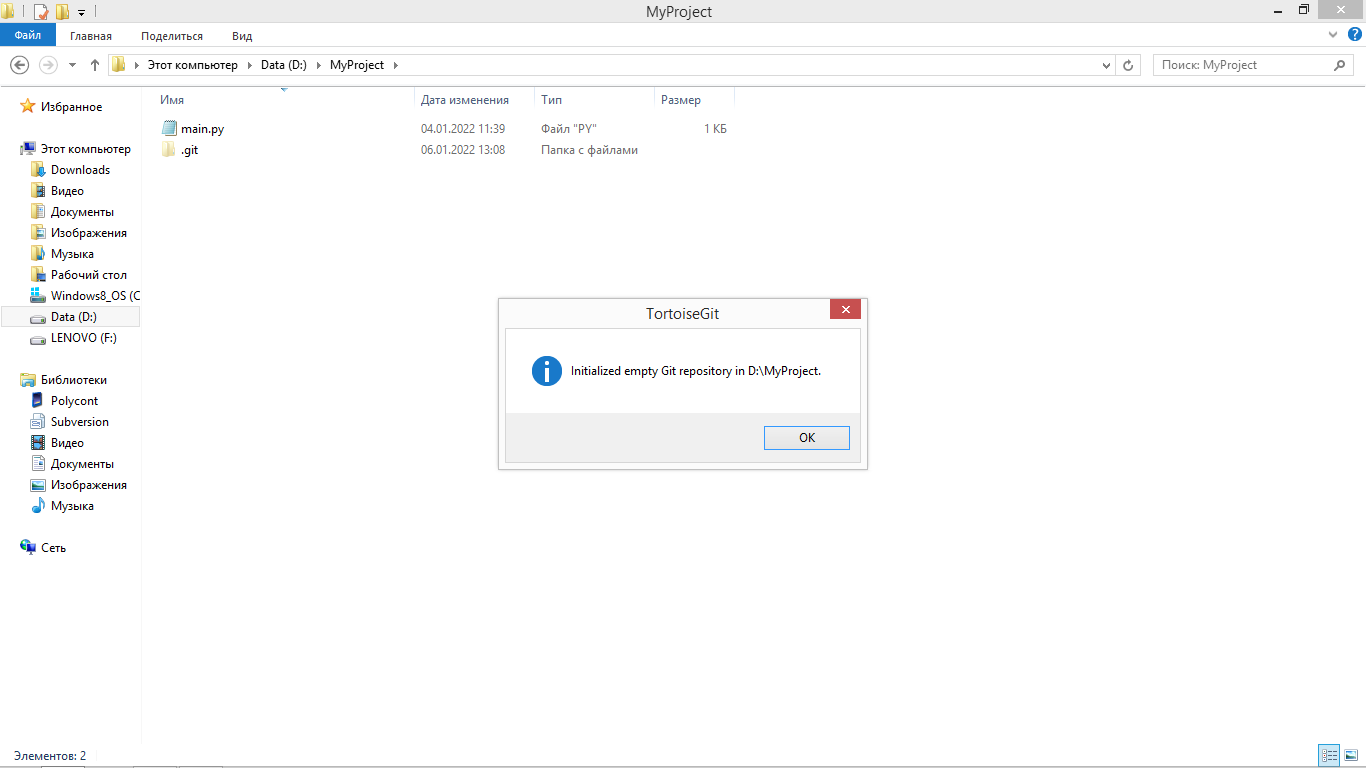 MyProject
Файл Главная Поделиться Вид
Этот компьютер Data (D:) MyProject
Поиск: MyProject
Имя Дата изменения Тип Размер
main.py 04.01.2022 11:39 Файл "PY" 1 КБ
.git 06.01.2022 13:08 Папка с файлами
Избранное
Этот компьютер
Downloads
Видео
Документы
Изображения
Музыка
Рабочий стол
Windows8_OS (C
Data (D:)
LENOVO (F:)
Библиотеки
Polycont
Subversion
Видео
Документы
Изображения
Музыка
Сеть
TortoiseGit
Initialized empty Git repository in D:\MyProject.
OK
Элементов: 2